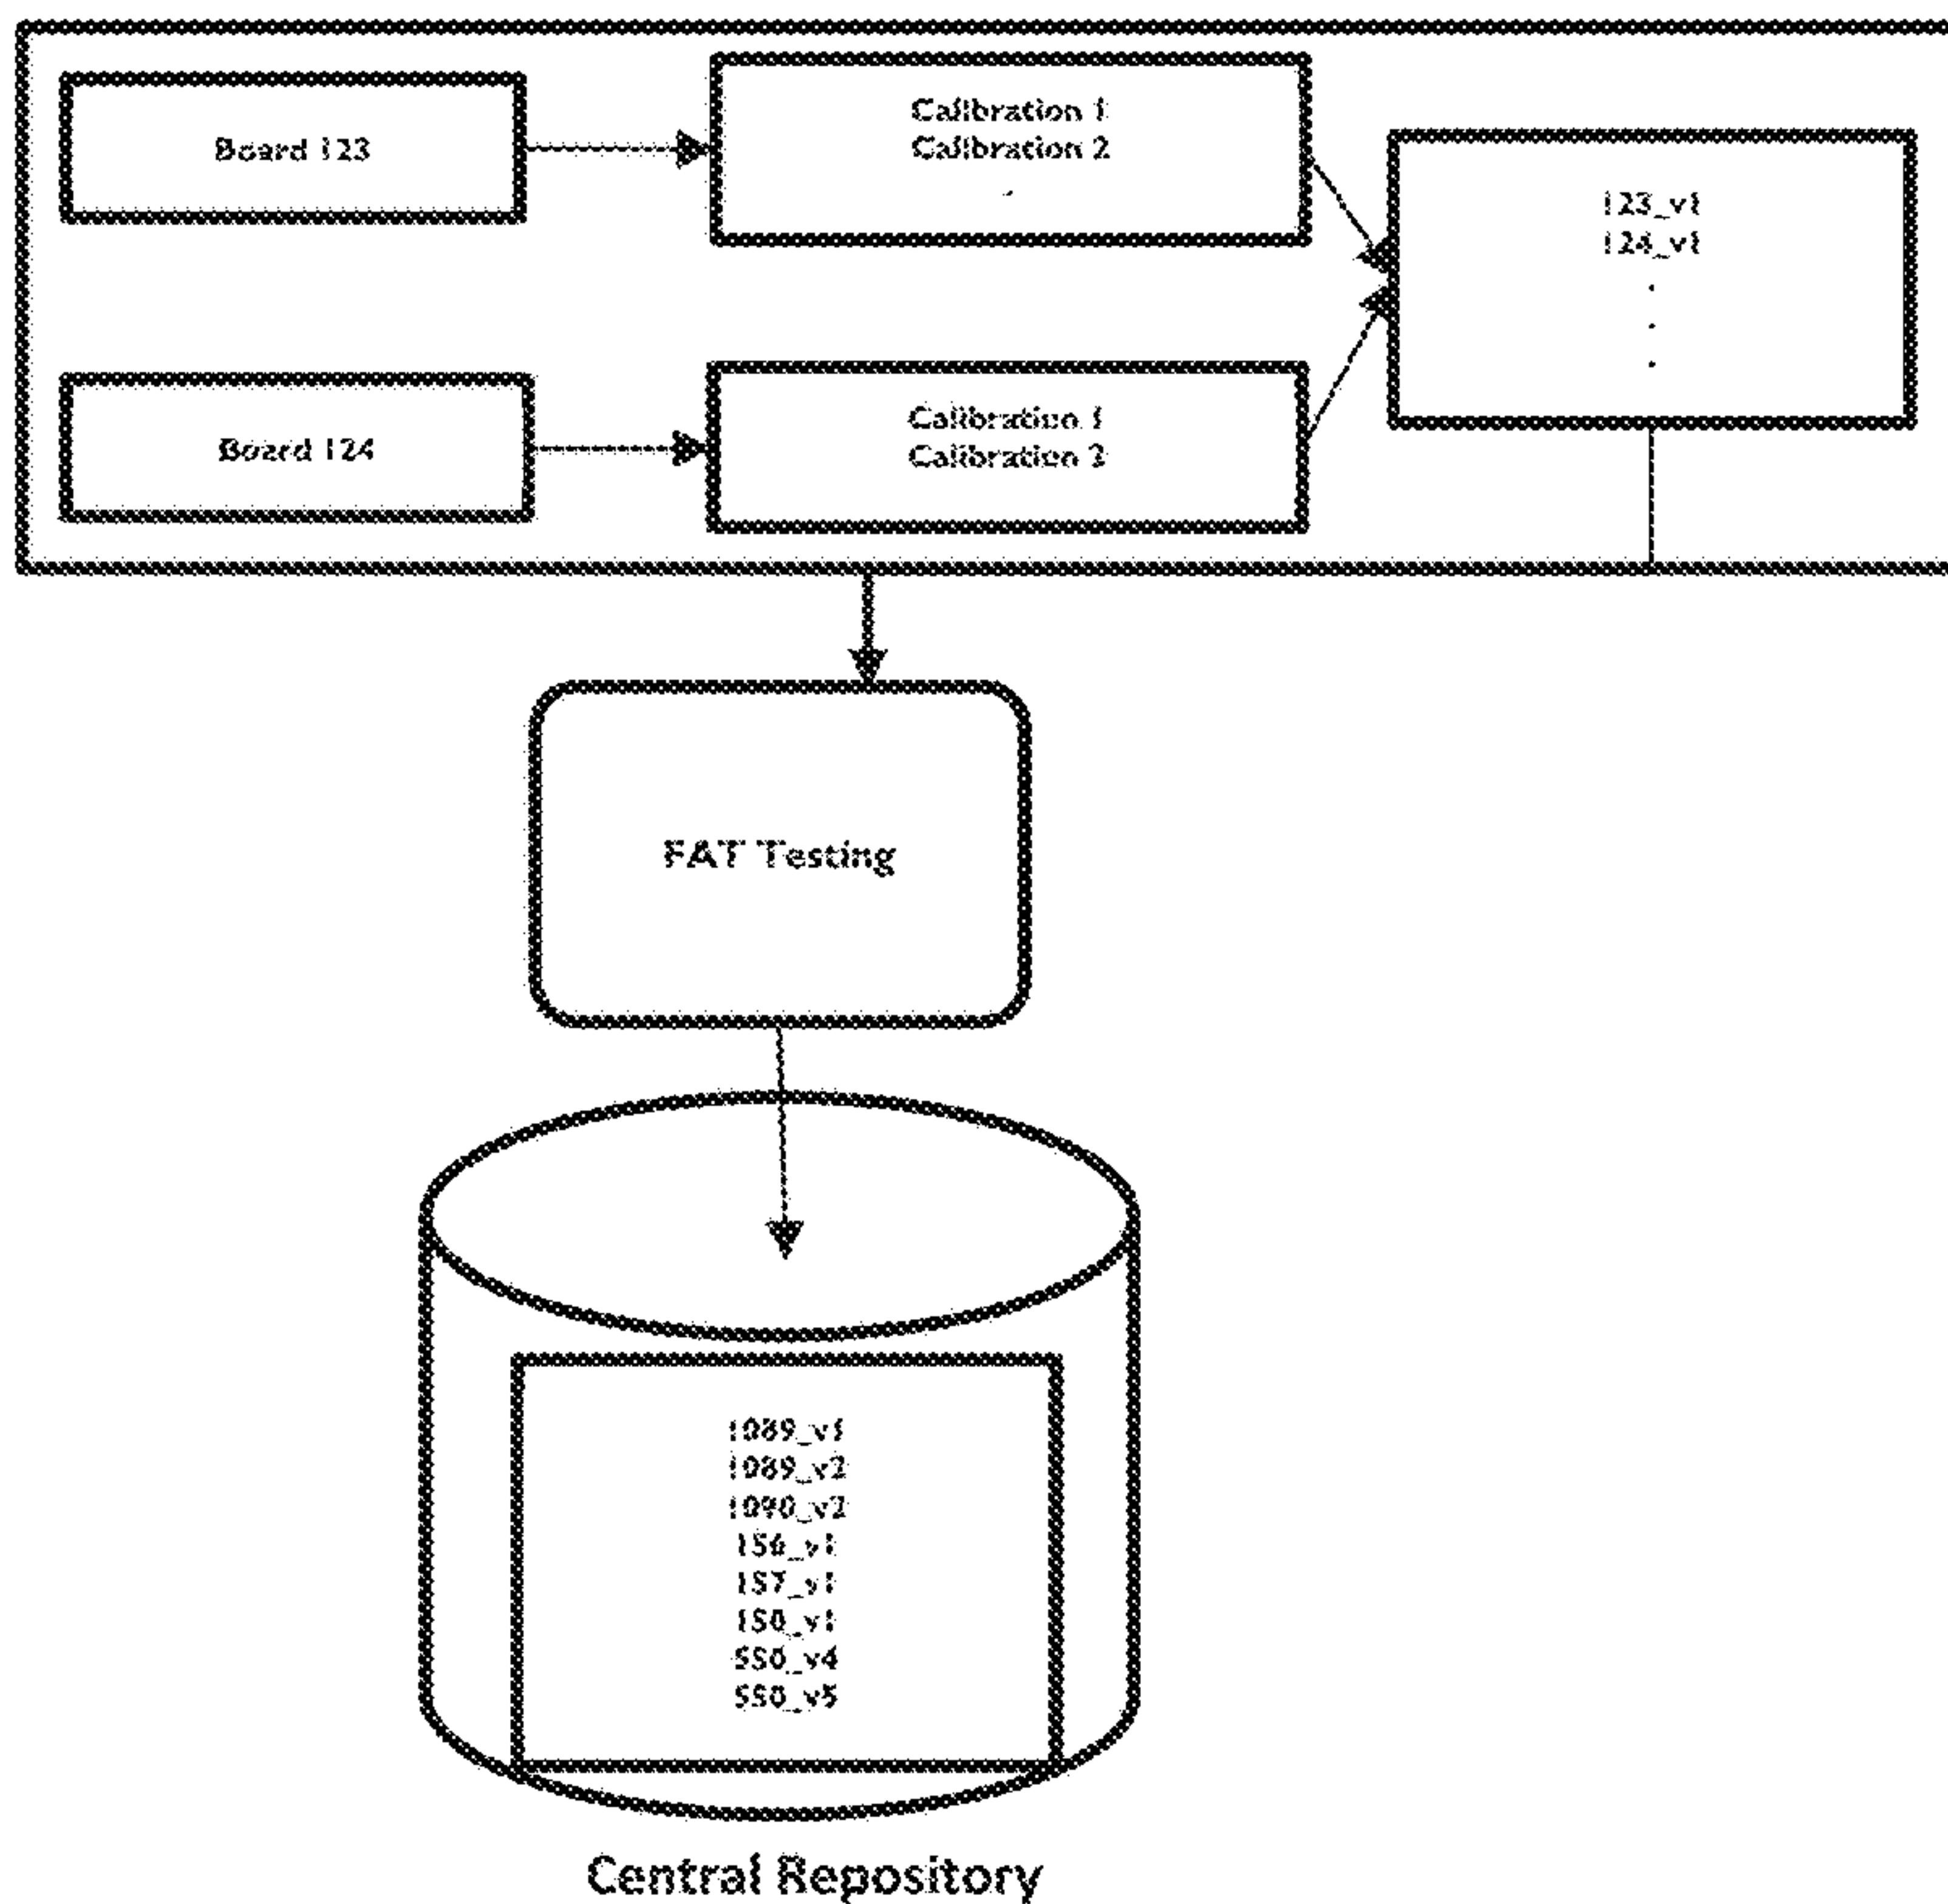 Board 123
Calibration 1
Calibration 2
.
123_v1
124_v1
.
.
.
Board 124
Calibration 1
Calibration 2
FAT Testing
1089_v1
1089_v2
1090_v2
156_v1
157_v1
150_v1
550_v4
550_v5
Central Repository